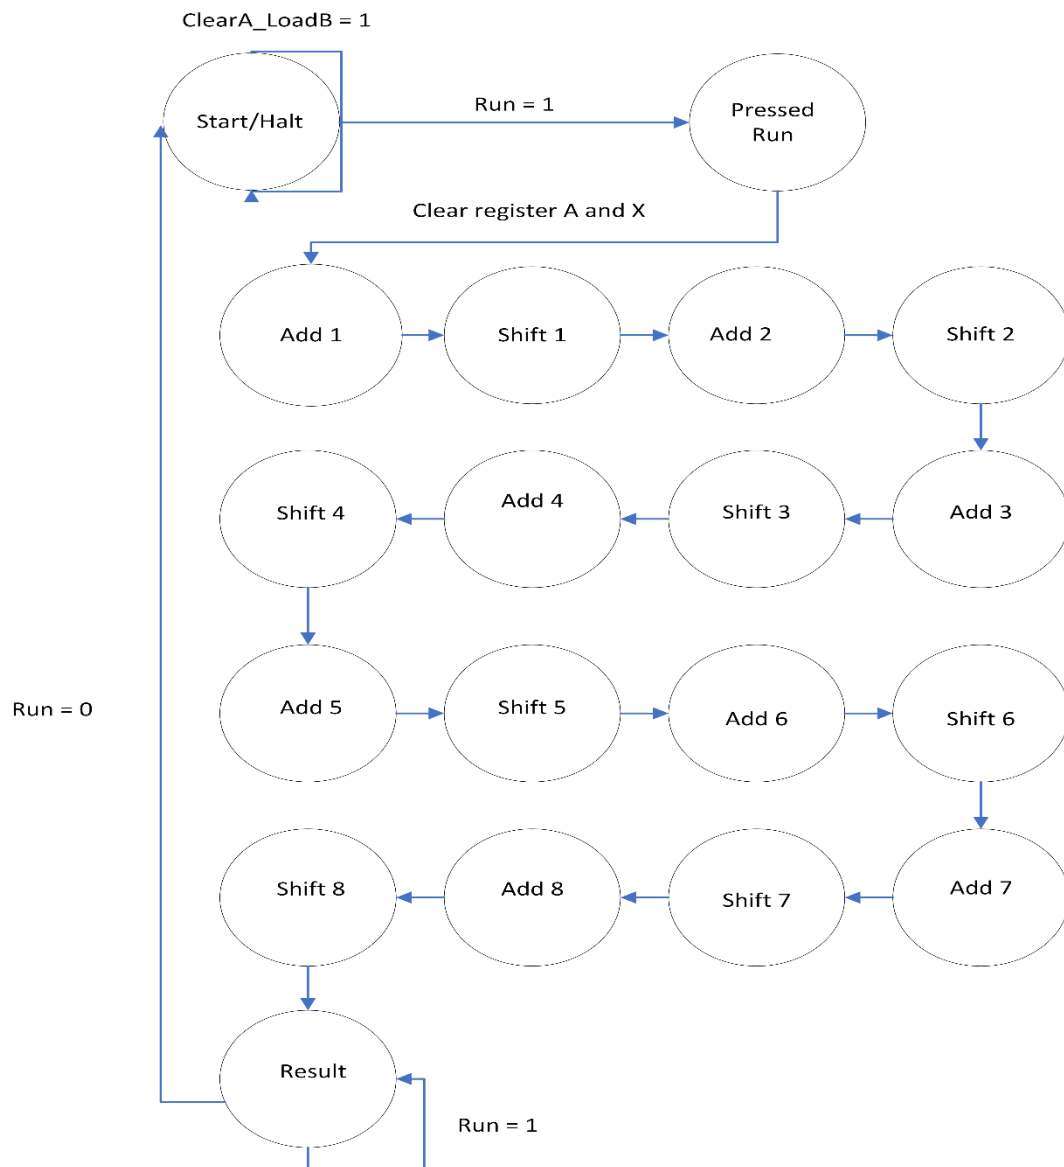 ClearA_LoadB = 1
Start/Halt
Run = 1
Pressed
Run
Clear register A and X
Add 1
Shift 1
Add 2
Shift 2
Shift 4
Add 4
Shift 3
Add 3
Add 5
Shift 5
Add 6
Shift 6
Run = 0
Shift 8
Add 8
Shift 7
Add 7
Result
Run = 1